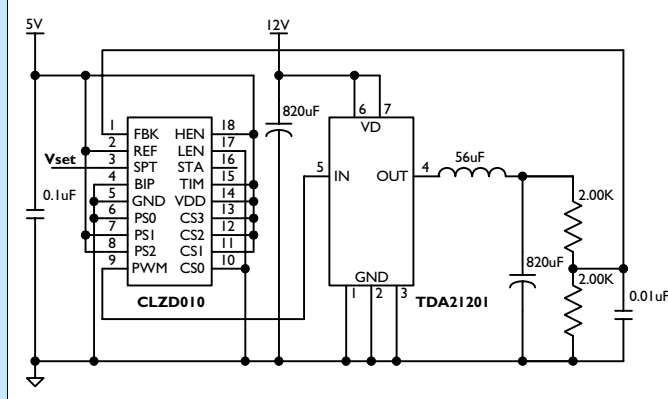 5V
12V
820uF
1 FBK HEN 18
2 REF LEN 17
Vset 3 SPT STA 16
4 BIP TIM 15
5 GND VDD 14
6 PS0 CS3 13
7 PS1 CS2 12
8 PS2 CS1 11
9 PWM CS0 10
CLZD010
0.1uF
6 7
VD
5 IN OUT 4
GND
1 2 3
TDA21201
56uF
2.00K
820uF
2.00K
0.01uF